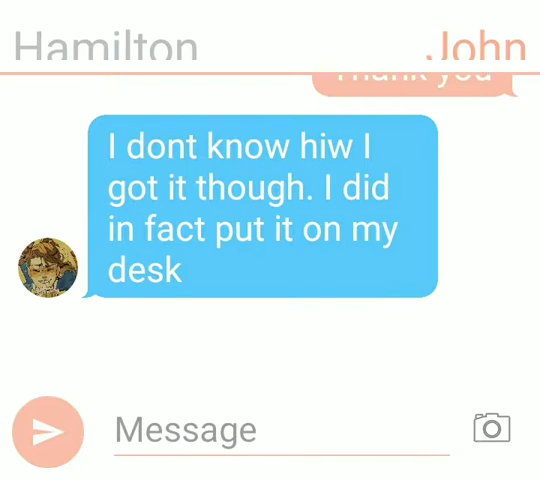 Hamilton John
Thank you
I dont know hiw I
got it though. I did
in fact put it on my
desk
Message